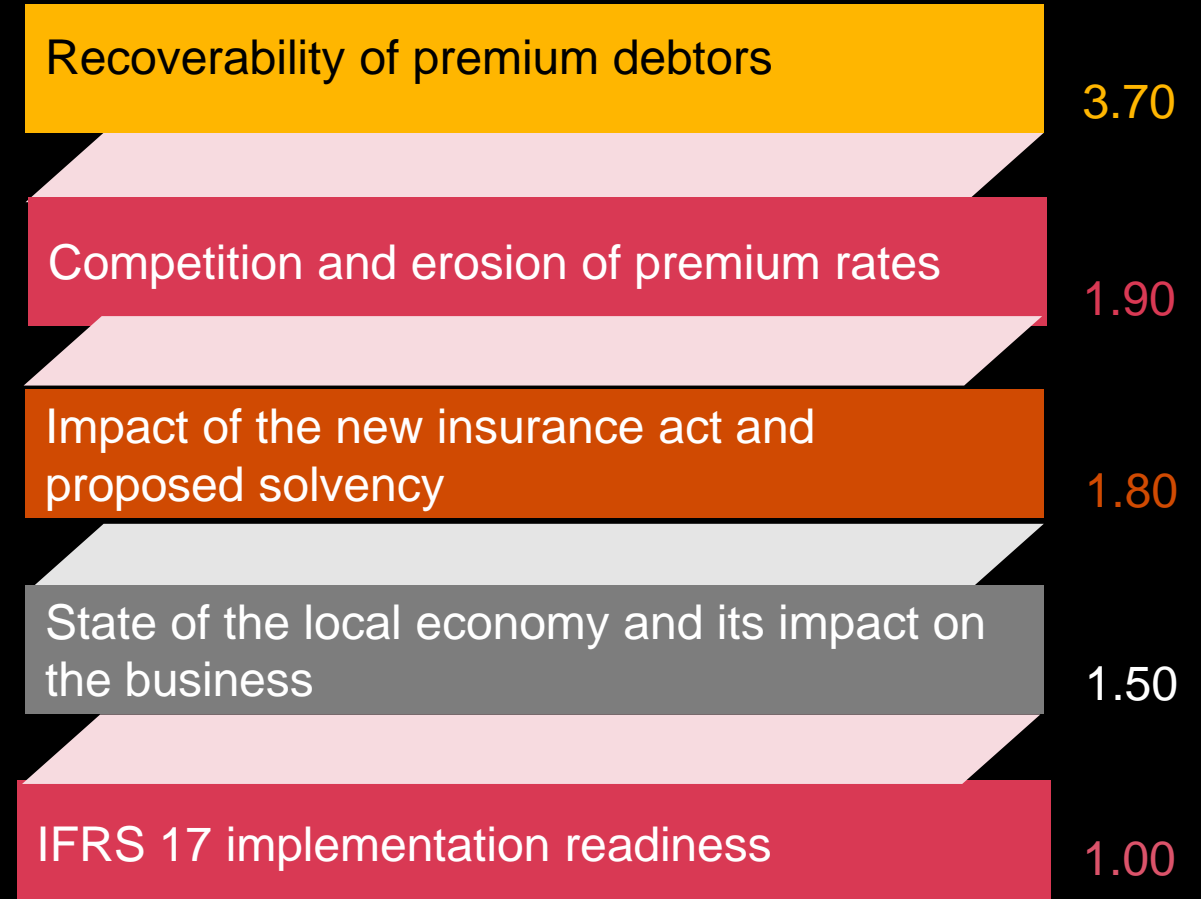 Recoverability of premium debtors
3.70
Competition and erosion of premium rates
1.90
Impact of the new insurance act and
proposed solvency
1.80
State of the local economy and its impact on
the business
1.50
IFRS 17 implementation readiness
1.00